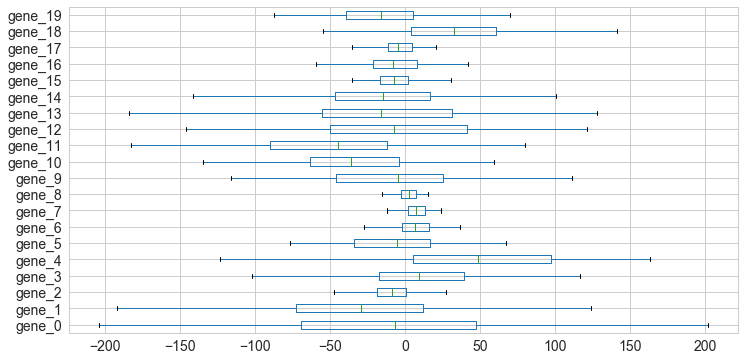 gene_19
gene_18
gene_17
gene_16
gene_15
gene_14
gene_13
gene_12
gene_11
gene_10
gene_9
gene_8
gene_7
gene_6
gene_5
gene_4
gene_3
gene_2
gene_1
gene_0
−200 −150 −100 −50 0 50 100 150 200